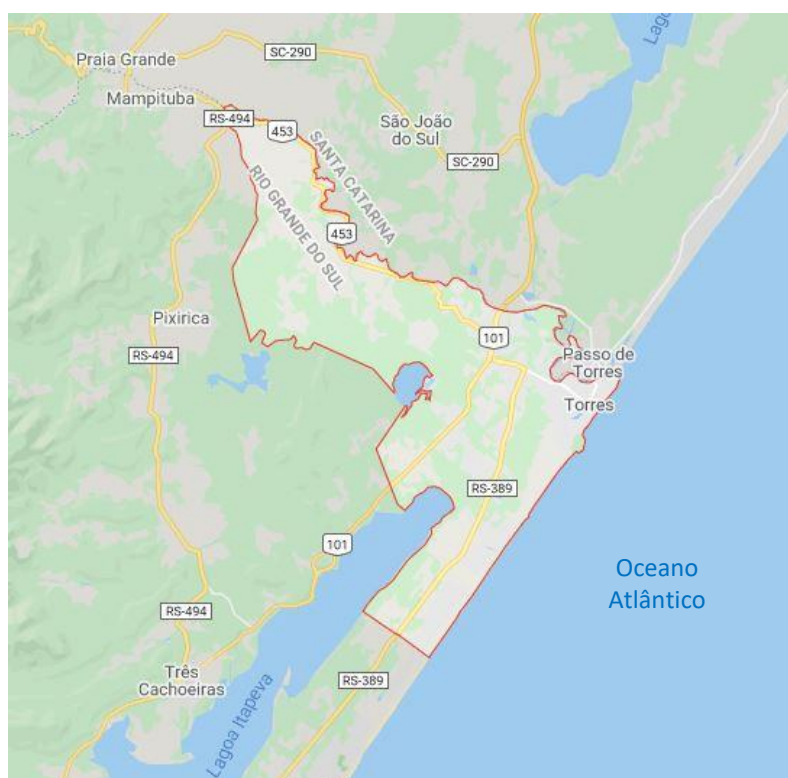 Lagoa
Praia Grande
SC-290
Mampituba
RS-494
453
São João
do Sul
SANTA CATARINA
SC-290
RIO GRANDE DO SUL
453
Pixirica
101
Passo de
Torres
RS-494
Torres
RS-389
101
Oceano
Atlântico
RS-494
Três
Cachoeiras
RS-389
Lagoa Itapeva